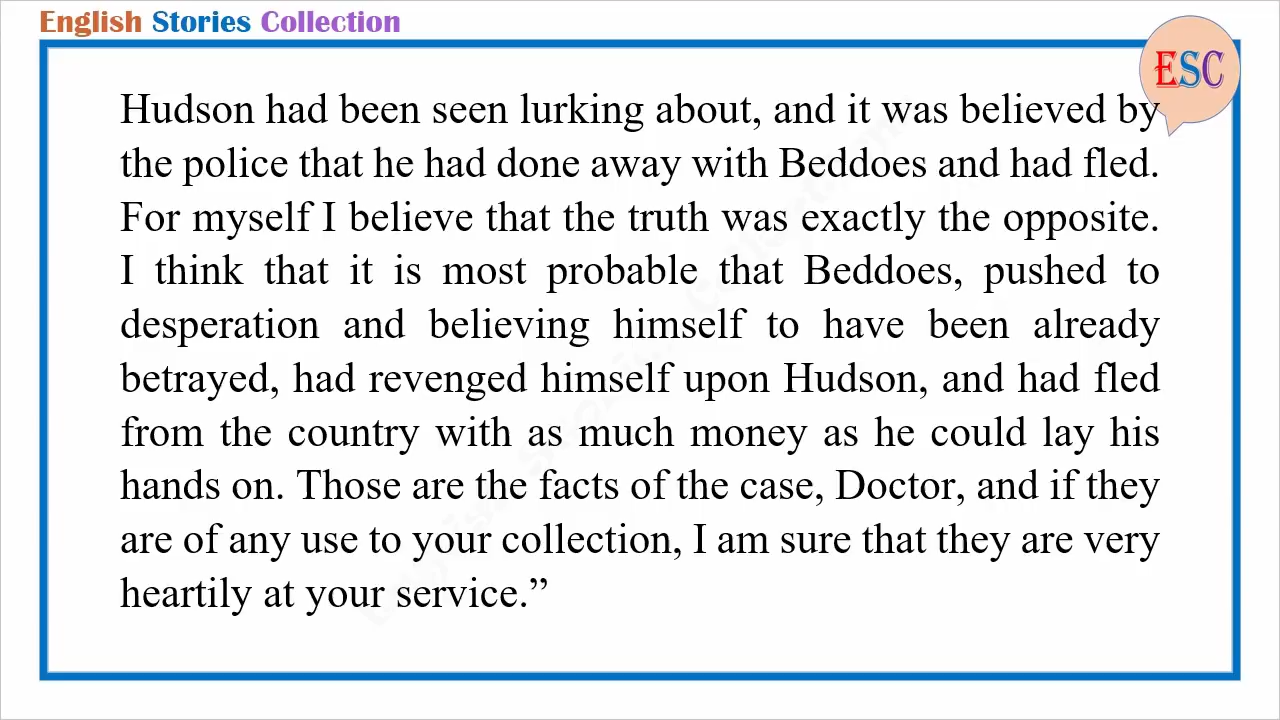 English Stories Collection
ESC
Hudson had been seen lurking about, and it was believed by
the police that he had done away with Beddoes and had fled.
For myself I believe that the truth was exactly the opposite.
I think that it is most probable that Beddoes, pushed to
desperation and believing himself to have been already
betrayed, had revenged himself upon Hudson, and had fled
from the country with as much money as he could lay his
hands on. Those are the facts of the case, Doctor, and if they
are of any use to your collection, I am sure that they are very
heartily at your service.”